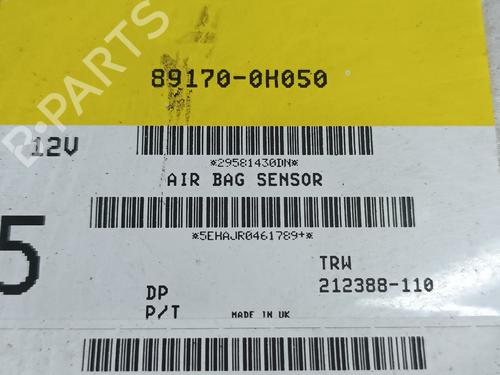 89170-0H050
12V
*29581430DN*
AIR BAG SENSOR
*5EHAJR0461789+*
5
TRW
DP
212388-110
P/T
MADE IN UK
B-PARTS